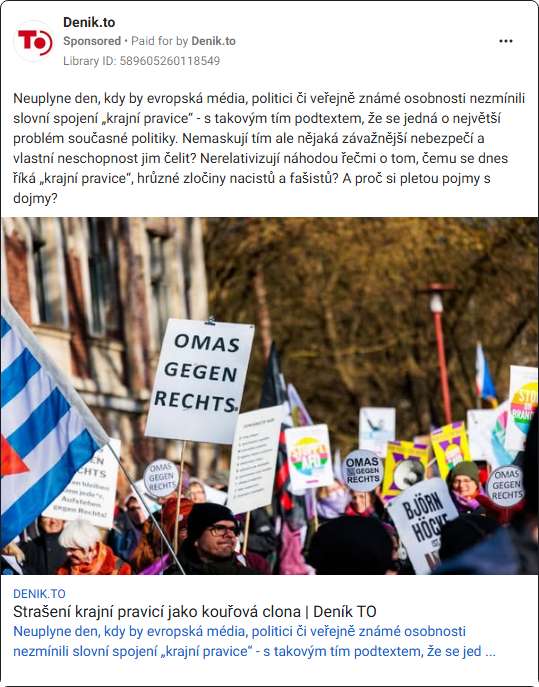 TO
Denik.to
Sponsored • Paid for by Denik.to
Library ID: 589605260118549
Neuplyne den, kdy by evropská média, politici či veřejně známé osobnosti nezmínili
slovní spojení „krajní pravice“ - s takovým tím podtextem, že se jedná o největší
problém současné politiky. Nemaskují tím ale nějaká závažnější nebezpečí a
vlastní neschopnost jim čelit? Nerelativizují náhodou řečmi o tom, čemu se dnes
říká „krajní pravice“, hrůzné zločiny nacistů a fašistů? A proč si pletou pojmy s
dojmy?
OMAS
GEGEN
RECHTS
OMAS
GEGEN
RECHTS
OMAS
GEGEN
RECHTS
OMAS
GEGEN
RECHTS
RECHTS
Aufstehen
gegen RECHTS
BJÖRN
HÖCKE
STOP
DENIK.TO
Strašení krajní pravicí jako kouřová clona | Deník TO
Neuplyne den, kdy by evropská média, politici či veřejně známé osobnosti
nezmínili slovní spojení „krajní pravice“ - s takovým tím podtextem, že se jed ...